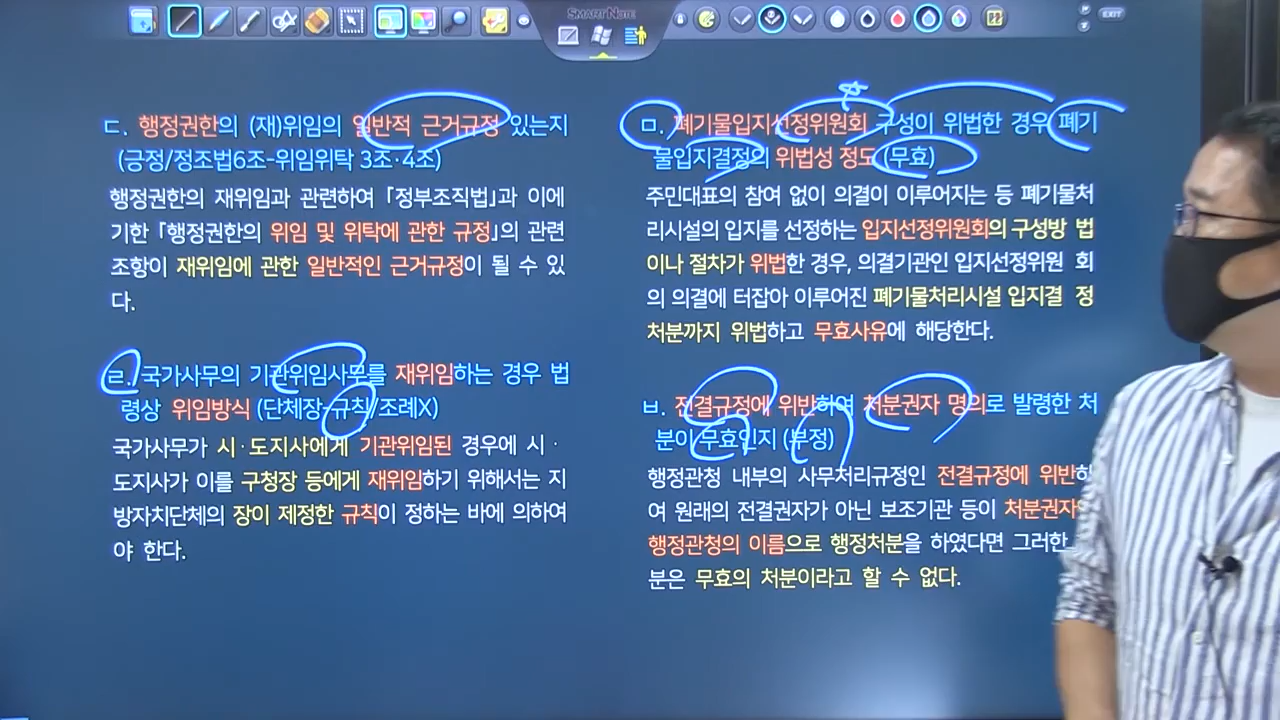 SMARTNOTE
EXIT
ㄷ. 행정권한의 (재)위임의 일반적 근거규정 있는지
(긍정/정조법6조-위임위탁 3조·4조)
행정권한의 재위임과 관련하여 「정부조직법」과 이에
기한 「행정권한의 위임 및 위탁에 관한 규정」의 관련
조항이 재위임에 관한 일반적인 근거규정이 될 수 있
다.
ㄹ. 국가사무의 기관위임사무를 재위임하는 경우 법
령상 위임방식 (단체장-규칙/조례X)
국가사무가 시·도지사에게 기관위임된 경우에 시·
도지사가 이를 구청장 등에게 재위임하기 위해서는 지
방자치단체의 장이 제정한 규칙이 정하는 바에 의하여
야 한다.
ㅁ. 폐기물입지선정위원회 구성이 위법한 경우 폐기
물입지결정의 위법성 정도 (무효)
주민대표의 참여 없이 의결이 이루어지는 등 폐기물처
리시설의 입지를 선정하는 입지선정위원회의 구성방 법
이나 절차가 위법한 경우, 의결기관인 입지선정위원 회
의 의결에 터잡아 이루어진 폐기물처리시설 입지결 정
처분까지 위법하고 무효사유에 해당한다.
ㅂ. 전결규정에 위반하여 처분권자 명의로 발령한 처
분이 무효인지 (부정)
행정관청 내부의 사무처리규정인 전결규정에 위반하
여 원래의 전결권자가 아닌 보조기관 등이 처분권자인
행정관청의 이름으로 행정처분을 하였다면 그러한
분은 무효의 처분이라고 할 수 없다.